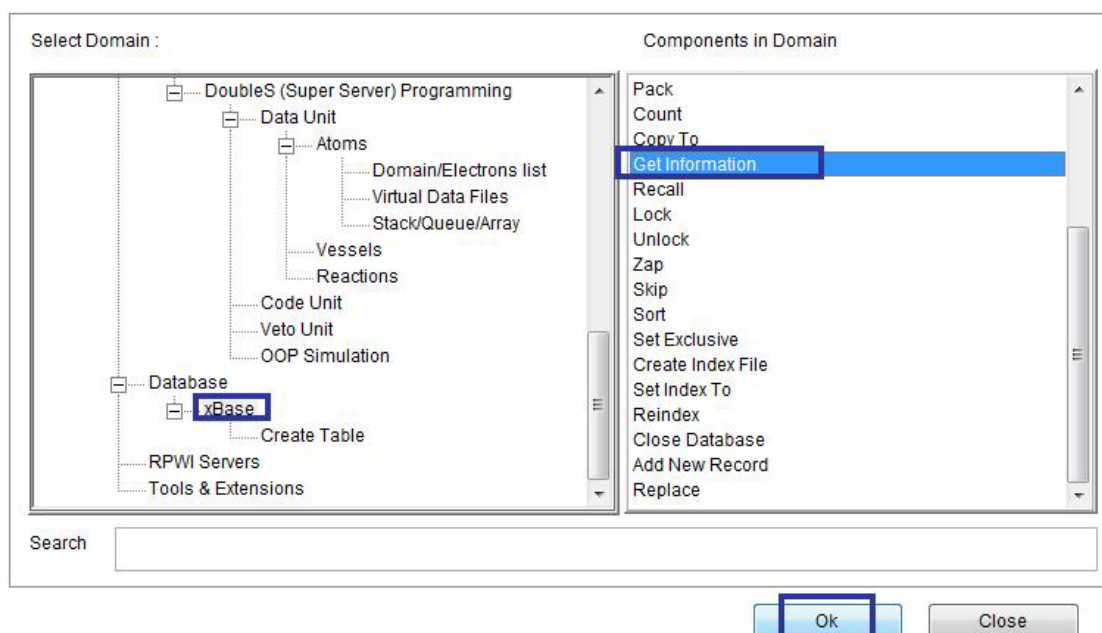 Select Domain :
Components in Domain
DoubleS (Super Server) Programming
Data Unit
Atoms
Domain/Electrons list
Virtual Data Files
Stack/Queue/Array
Vessels
Reactions
Code Unit
Veto Unit
OOP Simulation
Database
xBase
Create Table
RPWI Servers
Tools & Extensions
Pack
Count
Copy To
Get Information
Recall
Lock
Unlock
Zap
Skip
Sort
Set Exclusive
Create Index File
Set Index To
Reindex
Close Database
Add New Record
Replace
Search
Ok
Close